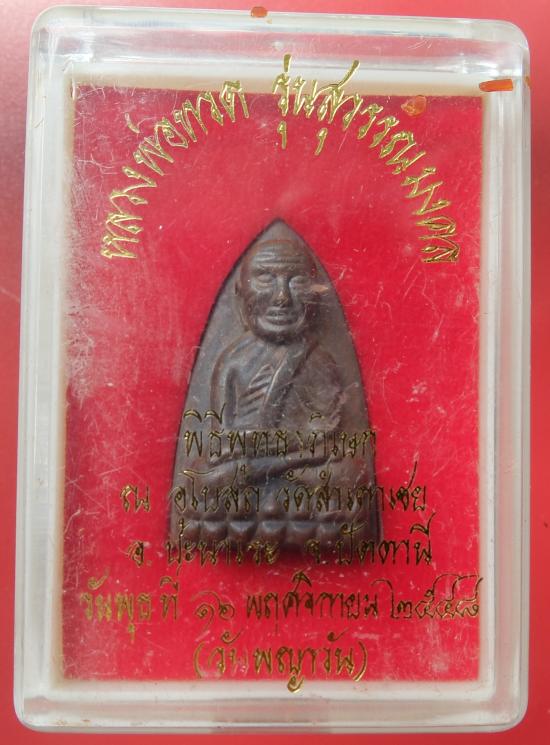 หลวงพ่อทวด รุ่นสุวรรณมงคล
พิธีพุทธาภิเษก
ณ อุโบสถ วัดสำเภาเชย
อ. ปะนาเระ จ. ปัตตานี
วันพุธที่ ๑๖ พฤศจิกายน ๒๕๔๘
(วันพญาวัน)